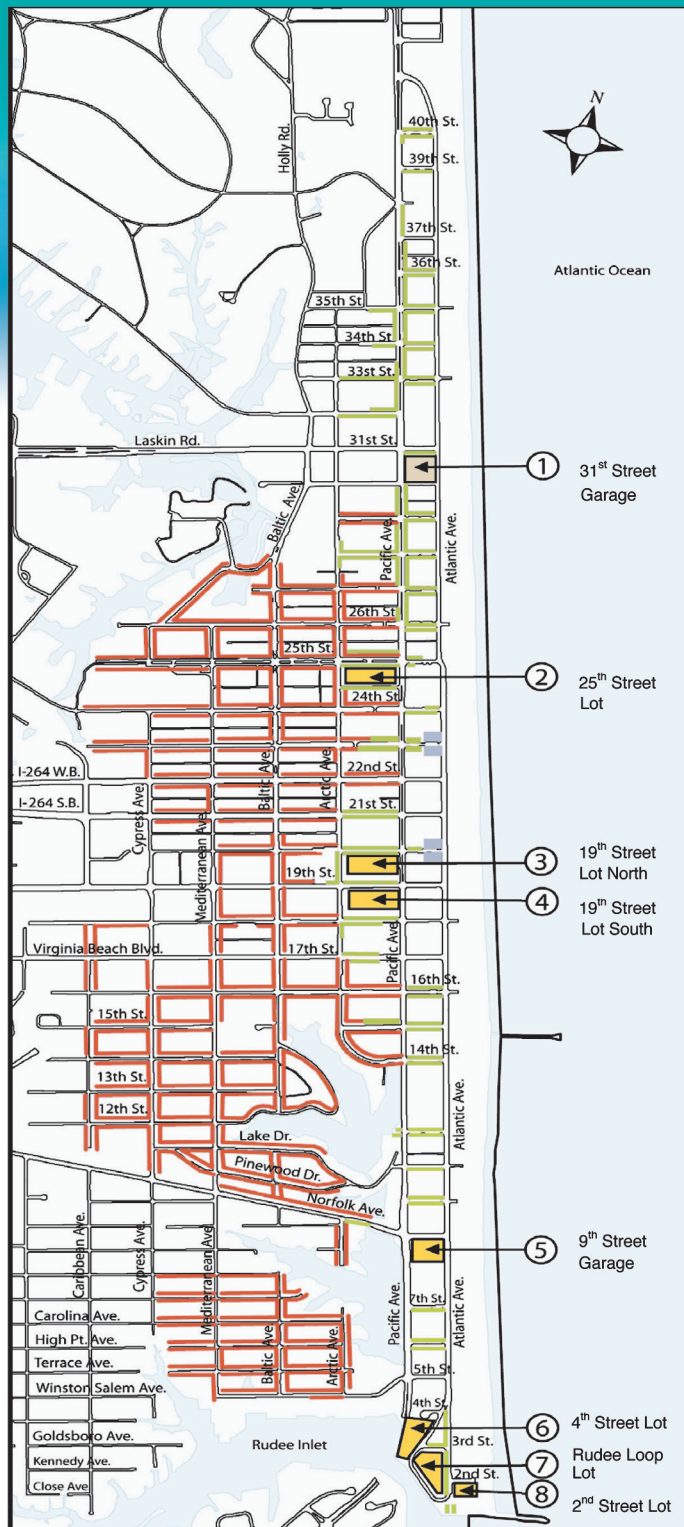 N
40th St.
39th St.
Holly Rd.
37th St.
36th St.
Atlantic Ocean
35th St.
34th St.
33rd St.
31st St.
Laskin Rd.
1
31st Street
Garage
Baltic Ave.
Pacific Ave.
Atlantic Ave.
26th St.
25th St.
2
25th Street
Lot
24th St.
22nd St.
I-264 W.B.
Baltic Ave.
Arctic Ave.
21st St.
I-264 S.B.
Cypress Ave.
Mediterranean Ave.
3
19th Street
Lot North
19th St.
4
19th Street
Lot South
17th St.
Virginia Beach Blvd.
Pacific Ave.
16th St.
15th St.
14th St.
13th St.
12th St.
Atlantic Ave.
Lake Dr.
Pinewood Dr.
Norfolk Ave.
Caribbean Ave.
Cypress Ave.
5
9th Street
Garage
Mediterranean Ave.
Pacific Ave.
Atlantic Ave.
7th St.
Carolina Ave.
High Pt. Ave.
Baltic Ave.
Arctic Ave.
Terrace Ave.
5th St.
Winston Salem Ave.
4th St.
6
4th Street Lot
Goldsboro Ave.
Rudee Inlet
3rd St.
7
Rudee Loop
Lot
Kennedy Ave.
2nd St.
Close Ave
8
2nd Street Lot